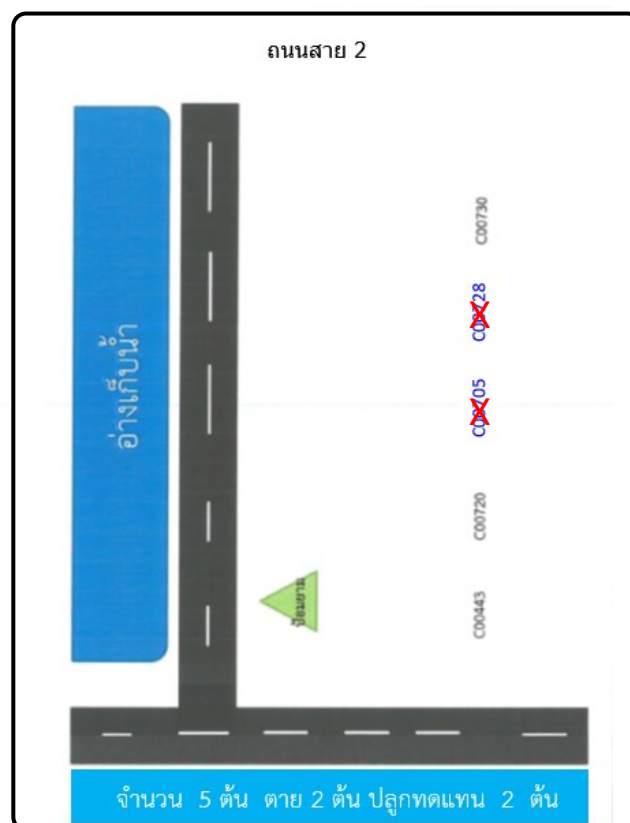 ถนนสาย 2
C00730
C00728
C00705
อ่างเก็บน้ำ
C00720
ป้อมยาม
C00443
จำนวน 5 ต้น ตาย 2 ต้น ปลูกทดแทน 2 ต้น